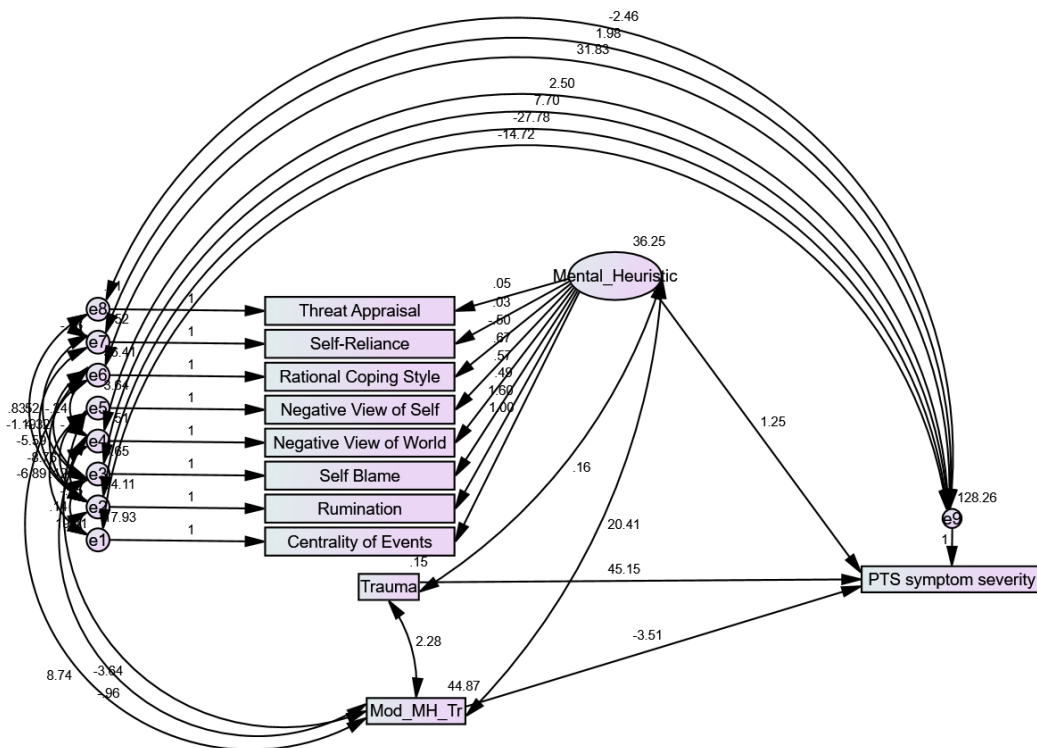 -2.46
1.98
31.83
2.50
7.70
-27.78
-14.72
36.25
Mental_Heuristic
.05
.03
-.50
.67
.57
.49
1.60
1.00
e8
1
Threat Appraisal
e7
1
Self-Reliance
e6
1
Rational Coping Style
3.64
e5
1
Negative View of Self
e4
1
Negative View of World
e3
1
Self Blame
e2
1
Rumination
17.93
e1
1
Centrality of Events
-5.59
1.25
.16
20.41
128.26
e9
1
.15
Trauma
45.15
PTS symptom severity
2.28
-3.51
8.74
-3.64
-.96
44.87
Mod_MH_Tr